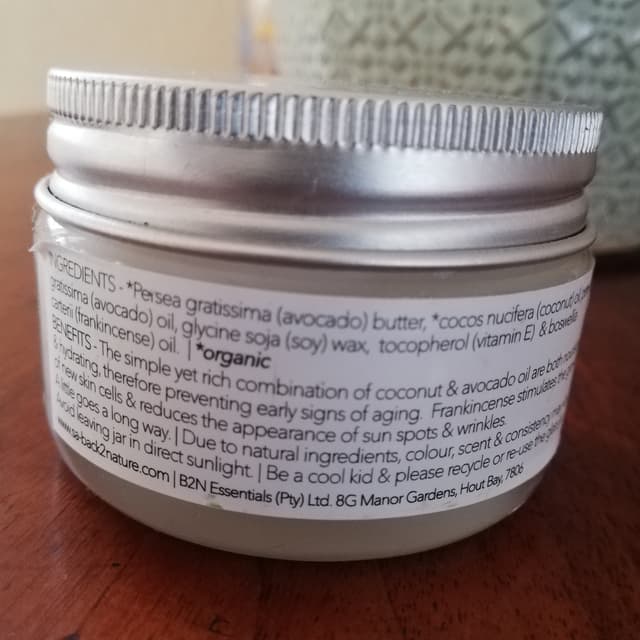 INGREDIENTS - *Persea gratissima (avocado) butter, *cocos nucifera (coconut) oil,
gratissima (avocado) oil, glycine soja (soy) wax, tocopherol (vitamin E) & boswellia
carterii (frankincense) oil. | *organic
BENEFITS - The simple yet rich combination of coconut & avocado oil are both
& hydrating, therefore preventing early signs of aging. Frankincense stimulates the
of new skin cells & reduces the appearance of sun spots & wrinkles.
A little goes a long way. | Due to natural ingredients, colour, scent & consistency may
Avoid leaving jar in direct sunlight. | Be a cool kid & please recycle or re-use the
www.sa-back2nature.com | B2N Essentials (Pty) Ltd. 8G Manor Gardens, Hout Bay, 7806